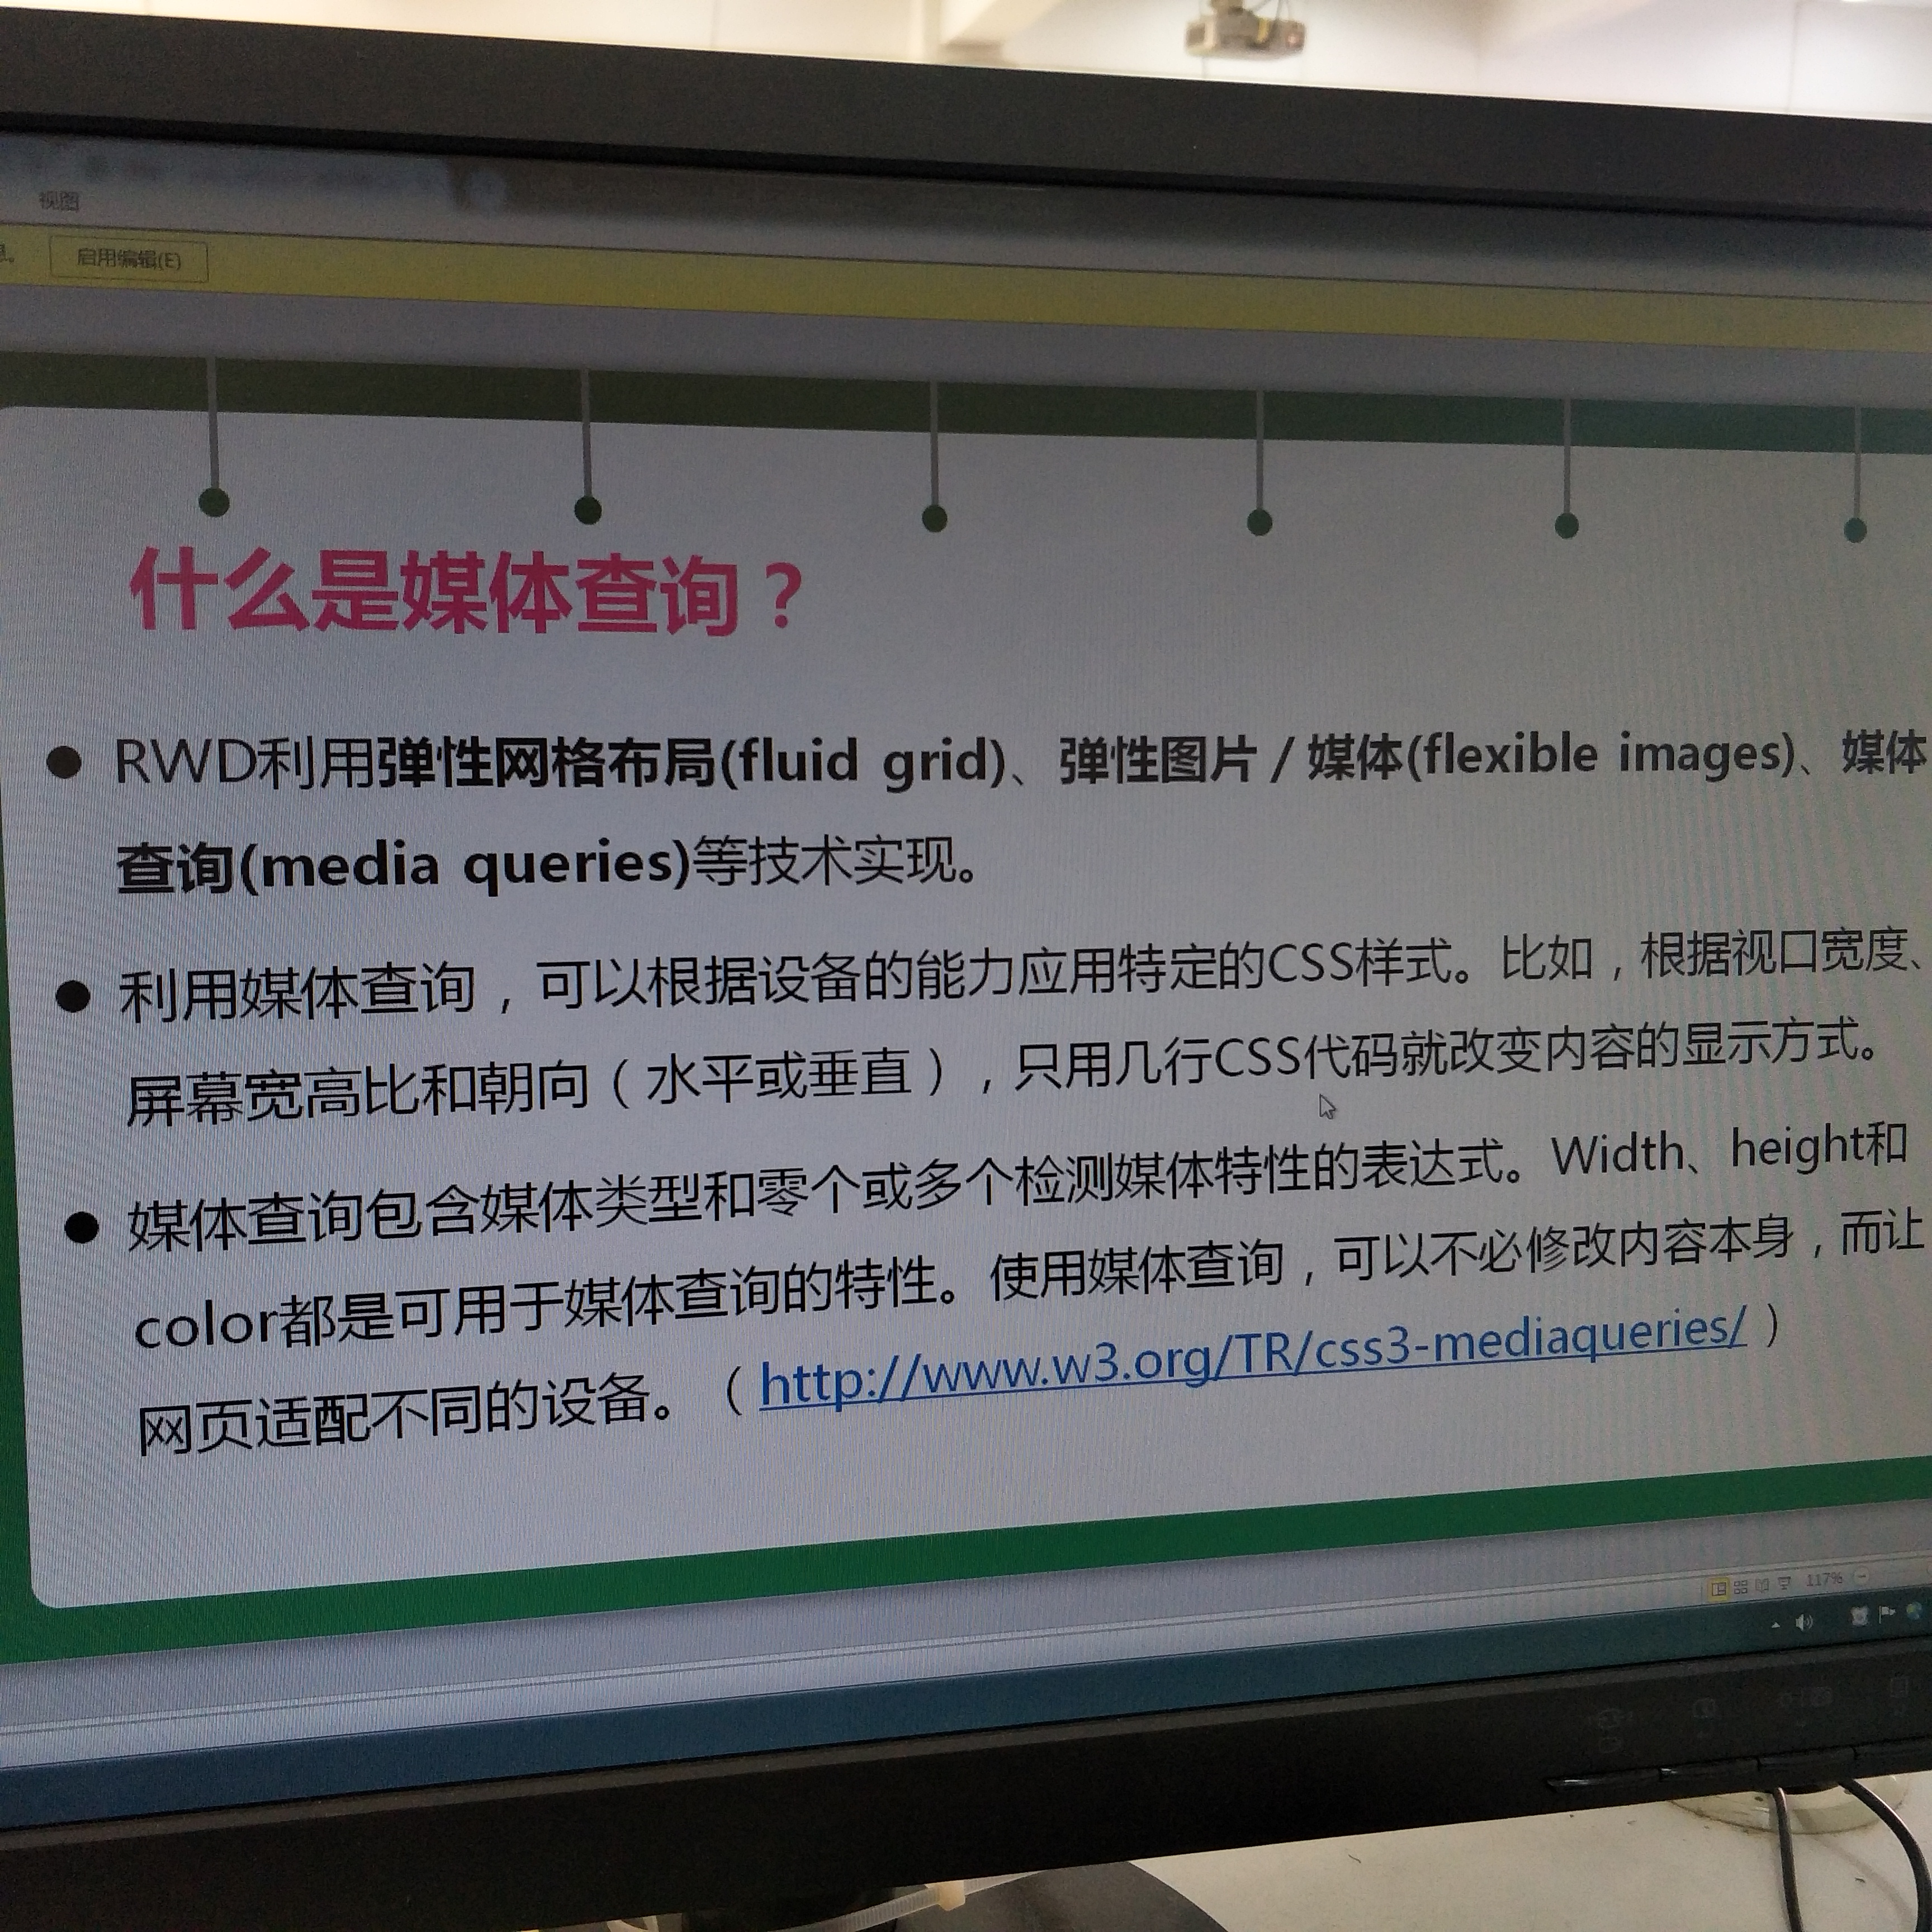 视图
启用编辑(E)
什么是媒体查询？
● RWD利用弹性网格布局(fluid grid)、弹性图片 / 媒体(flexible images)、媒体
查询(media queries)等技术实现。
● 利用媒体查询，可以根据设备的能力应用特定的CSS样式。比如，根据视口宽度、
屏幕宽高比和朝向（水平或垂直），只用几行CSS代码就改变内容的显示方式。
● 媒体查询包含媒体类型和零个或多个检测媒体特性的表达式。Width、height和
color都是可用于媒体查询的特性。使用媒体查询，可以不必修改内容本身，而让
网页适配不同的设备。（http://www.w3.org/TR/css3-mediaqueries/）
117%